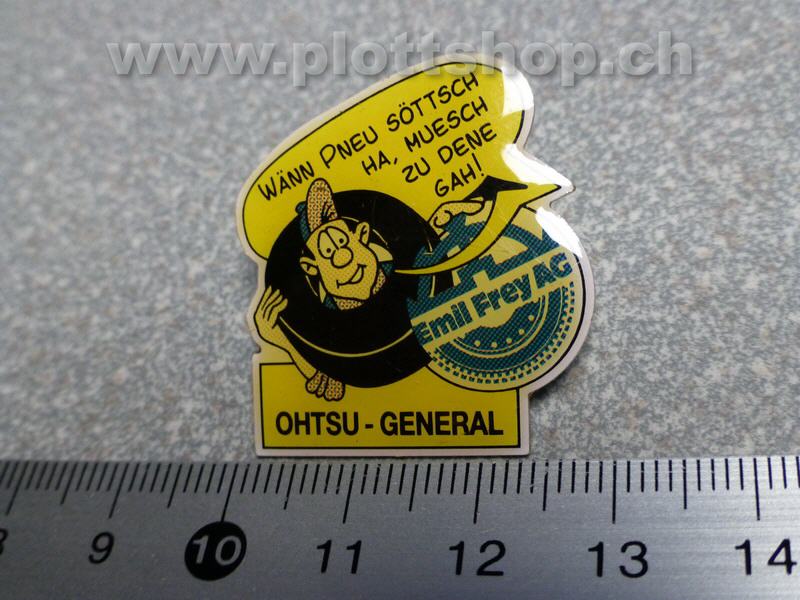 www.plottshop.ch
WÄNN PNEU SÖTTSCH
HA, MUESCH
ZU DENE
GAH!
Emil Frey AG
OHTSU - GENERAL
8 9 10 11 12 13 14